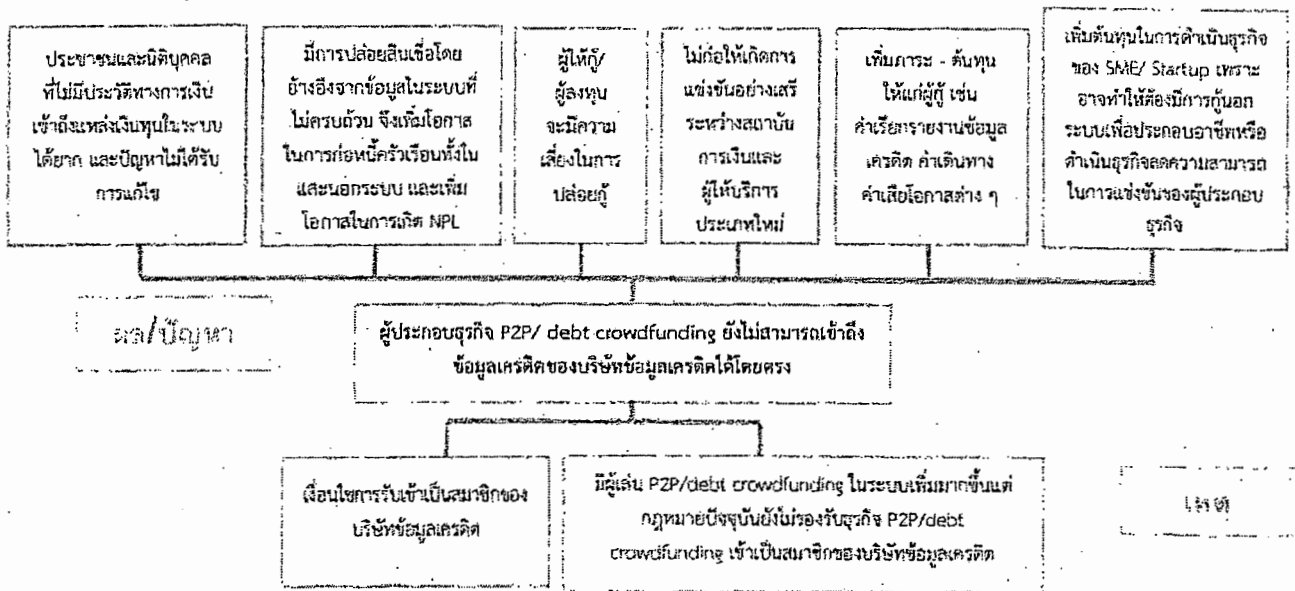 ประชาชนและนิติบุคคล
ที่ไม่มีประวัติทางการเงิน
เข้าถึงแหล่งเงินทุนในระบบ
ได้ยาก และปัญหาไม่ได้รับ
การแก้ไข
มีการปล่อยสินเชื่อโดย
อ้างอิงจากข้อมูลในระบบที่
ไม่ครบถ้วน จึงเพิ่มโอกาส
ในการก่อหนี้ครัวเรือนทั้งใน
และนอกระบบ และเพิ่ม
โอกาสในการเกิด NPL
ผู้ให้กู้/
ผู้ลงทุน
จะมีความ
เสี่ยงในการ
ปล่อยกู้
ไม่ก่อให้เกิดการ
แข่งขันอย่างเสรี
ระหว่างสถาบัน
การเงินและ
ผู้ให้บริการ
ประเภทใหม่
เพิ่มภาระ - ต้นทุน
ให้แก่ผู้กู้ เช่น
ค่าเรียกรายงานข้อมูล
เครดิต ค่าเดินทาง
ค่าเสียโอกาสต่าง ๆ
เพิ่มต้นทุนในการดำเนินธุรกิจ
ของ SME/ Startup เพราะ
อาจทำให้ต้องมีการกู้นอก
ระบบเพื่อประกอบอาชีพหรือ
ดำเนินธุรกิจลดความสามารถ
ในการแข่งขันของผู้ประกอบ
ธุรกิจ
ผล/ปัญหา
ผู้ประกอบธุรกิจ P2P/ debt crowdfunding ยังไม่สามารถเข้าถึง
ข้อมูลเครดิตของบริษัทข้อมูลเครดิตได้โดยตรง
เงื่อนไขการรับเข้าเป็นสมาชิกของ
บริษัทข้อมูลเครดิต
มีผู้เล่น P2P/debt crowdfunding ในระบบเพิ่มมากขึ้นแต่
กฎหมายปัจจุบันยังไม่รองรับธุรกิจ P2P/debt
crowdfunding เข้าเป็นสมาชิกของบริษัทข้อมูลเครดิต
เหตุ